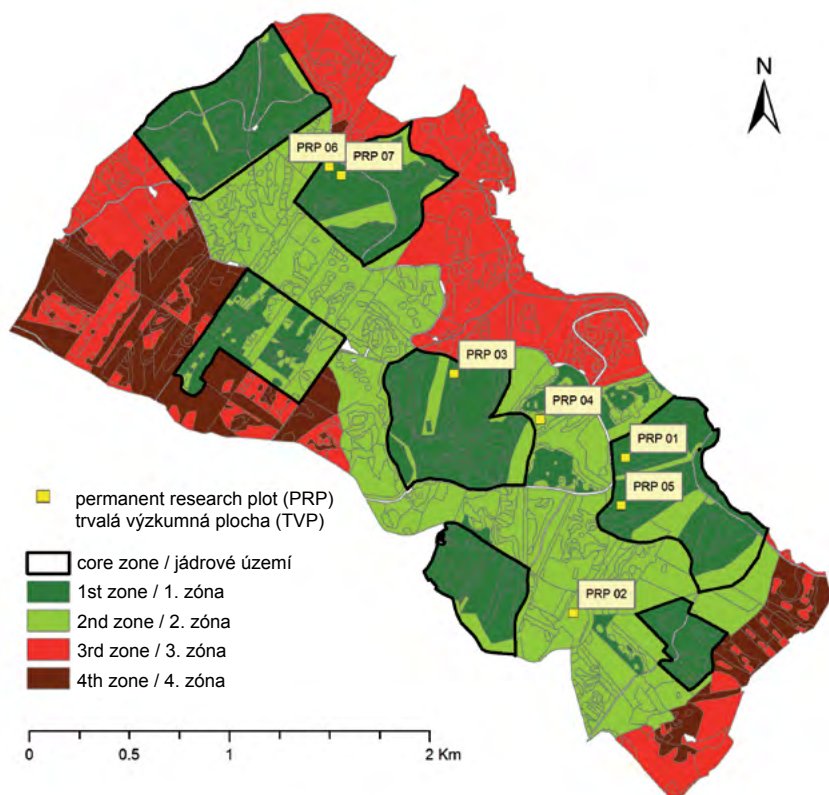 N
PRP 06
PRP 07
PRP 03
PRP 04
PRP 01
PRP 05
PRP 02
permanent research plot (PRP)
trvalá výzkumná plocha (TVP)
core zone / jádrové území
1st zone / 1. zóna
2nd zone / 2. zóna
3rd zone / 3. zóna
4th zone / 4. zóna
0 0.5 1 2 Km